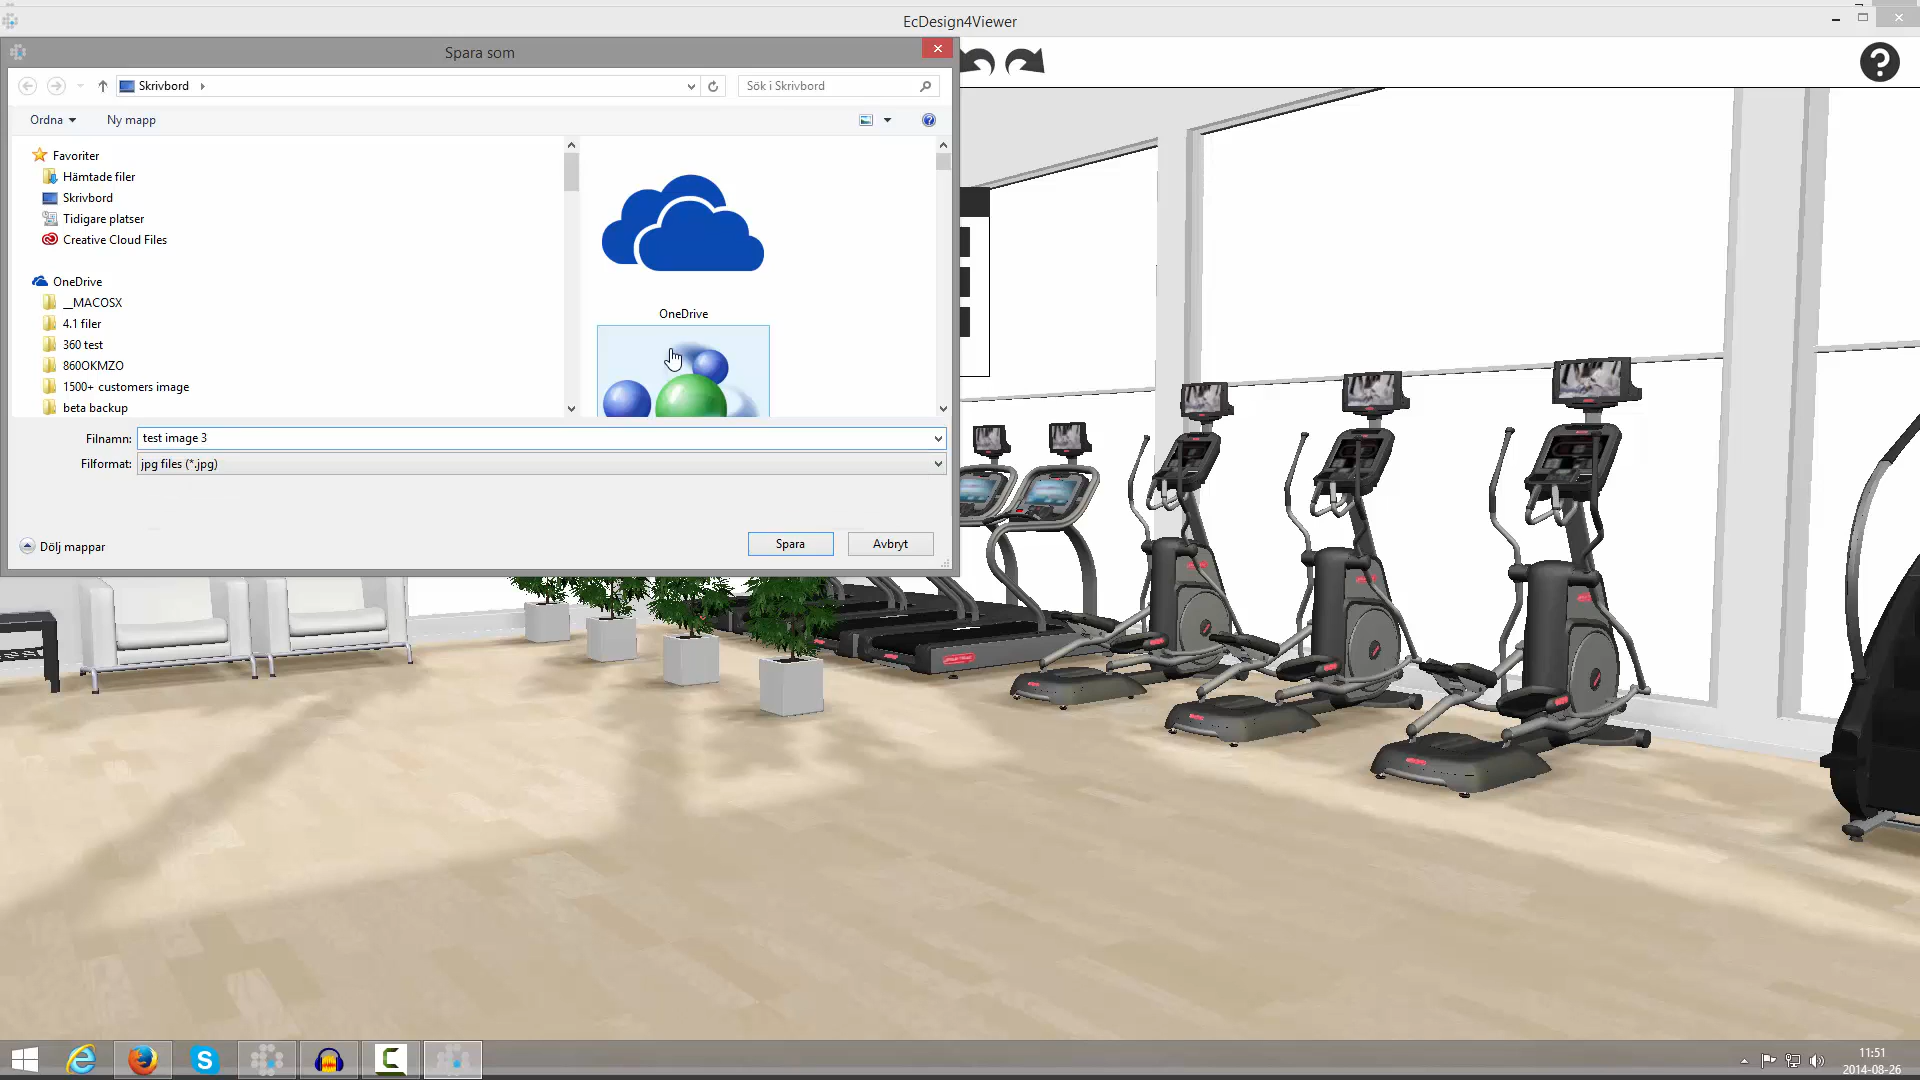 EcDesign4Viewer
Spara som
Skrivbord
Sök i Skrivbord
Ordna
Ny mapp
Favoriter
Hämtade filer
Skrivbord
Tidigare platser
Creative Cloud Files
OneDrive
__MACOSX
4.1 filer
360 test
860OKMZO
1500+ customers image
beta backup
OneDrive
Filnamn: test image 3
Filformat: jpg files (*.jpg)
Dölj mappar
Spara
Avbryt
11:51
2014-08-26